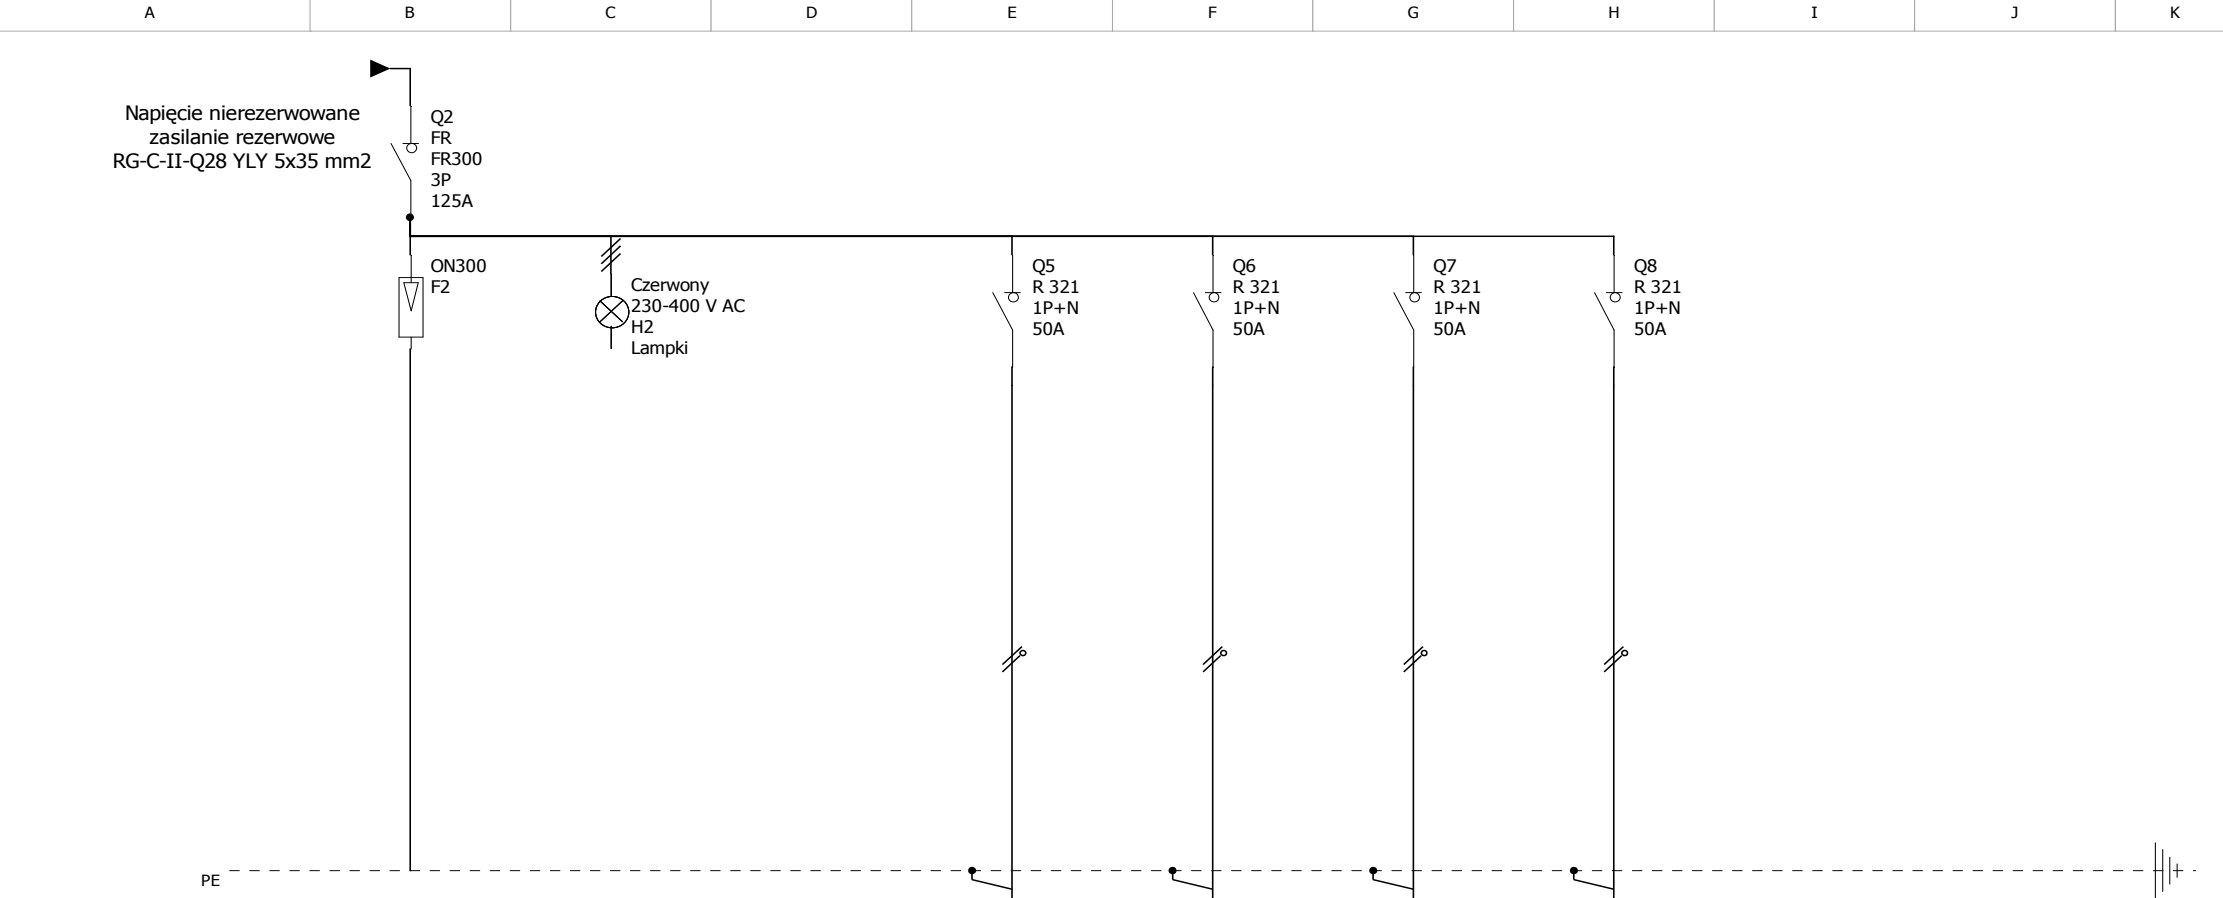 A
B
C
D
E
F
G
H
I
J
K
Napięcie nierezerwowane
zasilanie rezerwowe
RG-C-II-Q28 YLY 5x35 mm2
Q2
FR
FR300
3P
125A
ON300
F2
Czerwony
230-400 V AC
H2
Lampki
Q5
R 321
1P+N
50A
Q6
R 321
1P+N
50A
Q7
R 321
1P+N
50A
Q8
R 321
1P+N
50A
PE